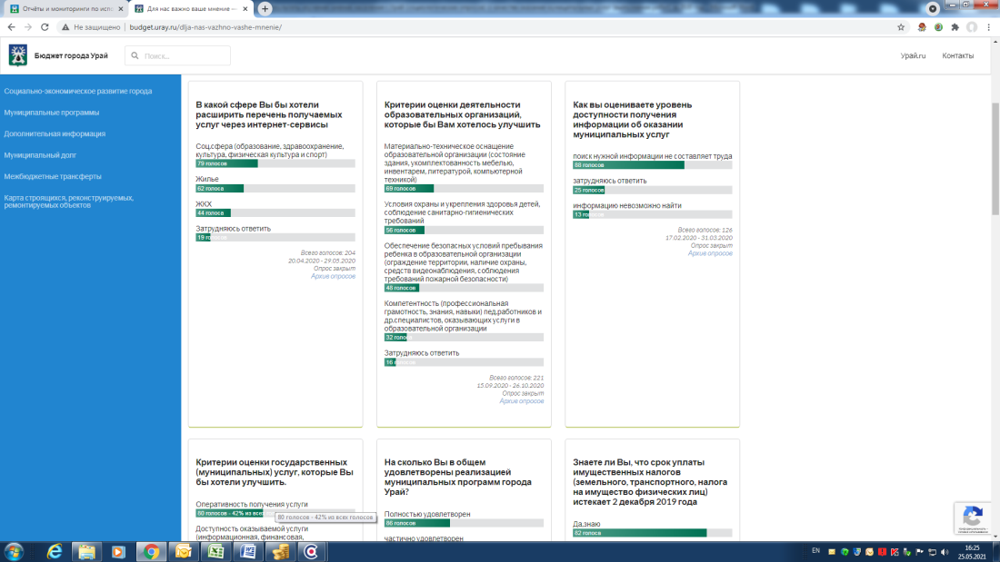 Отчёты и мониторинги по испо
Для нас важно ваше мнение —
Не защищено
budget.uray.ru/dlja-nas-vazhno-vashe-mnenie/
Бюджет города Урай
Поиск...
Урай.ru
Контакты
Социально-экономическое развитие города
Муниципальные программы
Дополнительная информация
Муниципальный долг
Межбюджетные трансферты
Карта строящихся, реконструируемых,
ремонтируемых объектов
В какой сфере Вы бы хотели
расширить перечень получаемых
услуг через интернет-сервисы
Соц.сфера (образование, здравоохранение,
культура, физическая культура и спорт)
79 голосов
Жилье
62 голоса
ЖКХ
44 голоса
Затрудняюсь ответить
19 голосов
Всего голосов: 204
20.04.2020 - 29.05.2020
Опрос закрыт
Архив опросов
Критерии оценки деятельности
образовательных организаций,
которые бы Вам хотелось улучшить
Материально-техническое оснащение
образовательной организации (состояние
здания, укомплектованность мебелью,
инвентарем, литературой, компьютерной
техникой)
69 голосов
Условия охраны и укрепления здоровья детей,
соблюдение санитарно-гигиенических
требований
56 голосов
Обеспечение безопасных условий пребывания
ребенка в образовательной организации
(ограждение территории, наличие охраны,
средств видеонаблюдения, соблюдения
требований пожарной безопасности)
48 голосов
Компетентность (профессиональная
грамотность, знания, навыки) пед.работников и
др.специалистов, оказывающих услуги в
образовательной организации
32 голоса
Затрудняюсь ответить
16 голосов
Всего голосов: 221
15.09.2020 - 26.10.2020
Опрос закрыт
Архив опросов
Как вы оцениваете уровень
доступности получения
информации об оказании
муниципальных услуг
поиск нужной информации не составляет труда
88 голосов
затрудняюсь ответить
25 голосов
информацию невозможно найти
13 голосов
Всего голосов: 126
17.02.2020 - 31.03.2020
Опрос закрыт
Архив опросов
Критерии оценки государственных
(муниципальных) услуг, которые Вы
бы хотели улучшить.
Оперативность получения услуги
80 голосов - 42% из всех
80 голосов - 42% из всех голосов
Доступность оказываемой услуги
(информационная, финансовая,
На сколько Вы в общем
удовлетворены реализацией
муниципальных программ города
Урай?
Полностью удовлетворен
86 голосов
частично удовлетворен
Знаете ли Вы, что срок уплаты
имущественных налогов
(земельного, транспортного, налога
на имущество физических лиц)
истекает 2 декабря 2019 года
Да,знаю
82 голоса
EN
16:25
25.05.2021